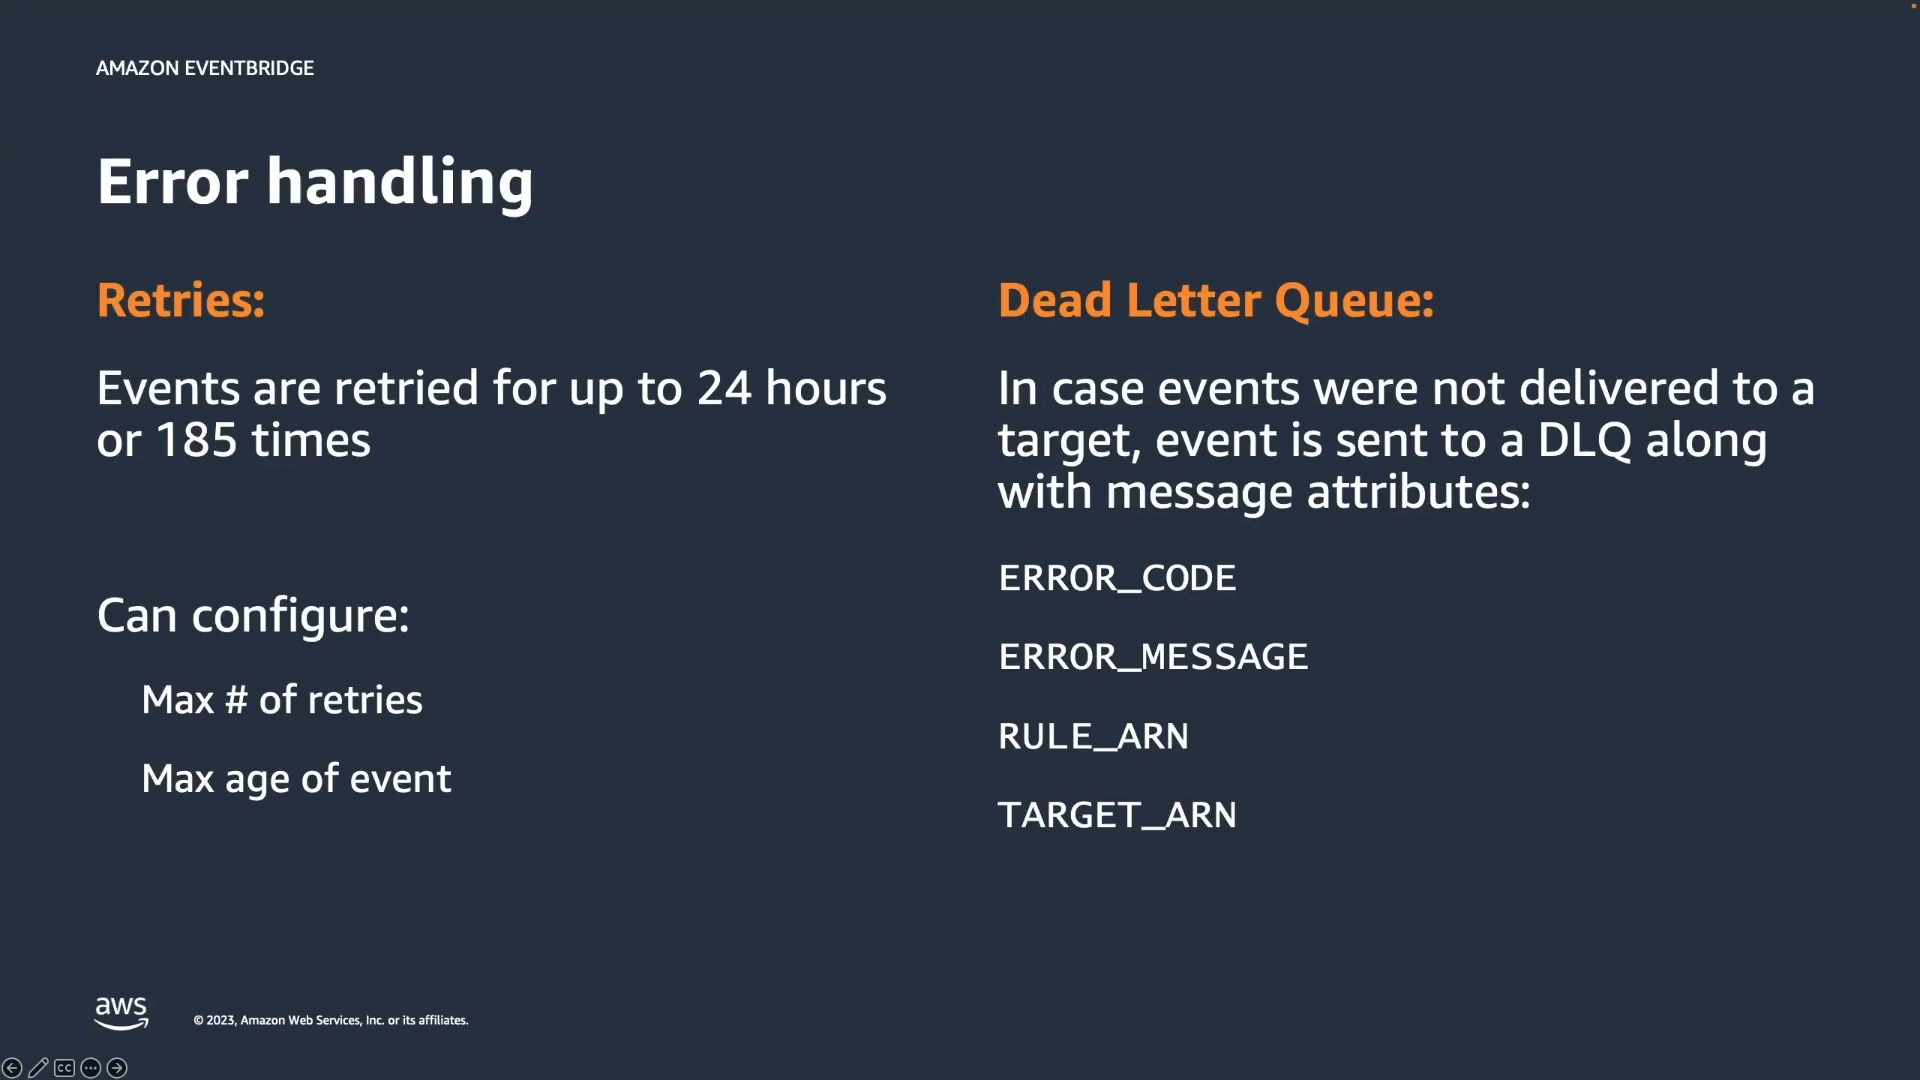 AMAZON EVENTBRIDGE
Error handling
Retries:
Events are retried for up to 24 hours
or 185 times
Can configure:
Max # of retries
Max age of event
Dead Letter Queue:
In case events were not delivered to a
target, event is sent to a DLQ along
with message attributes:
ERROR_CODE
ERROR_MESSAGE
RULE_ARN
TARGET_ARN
aws
© 2023, Amazon Web Services, Inc. or its affiliates.
CC